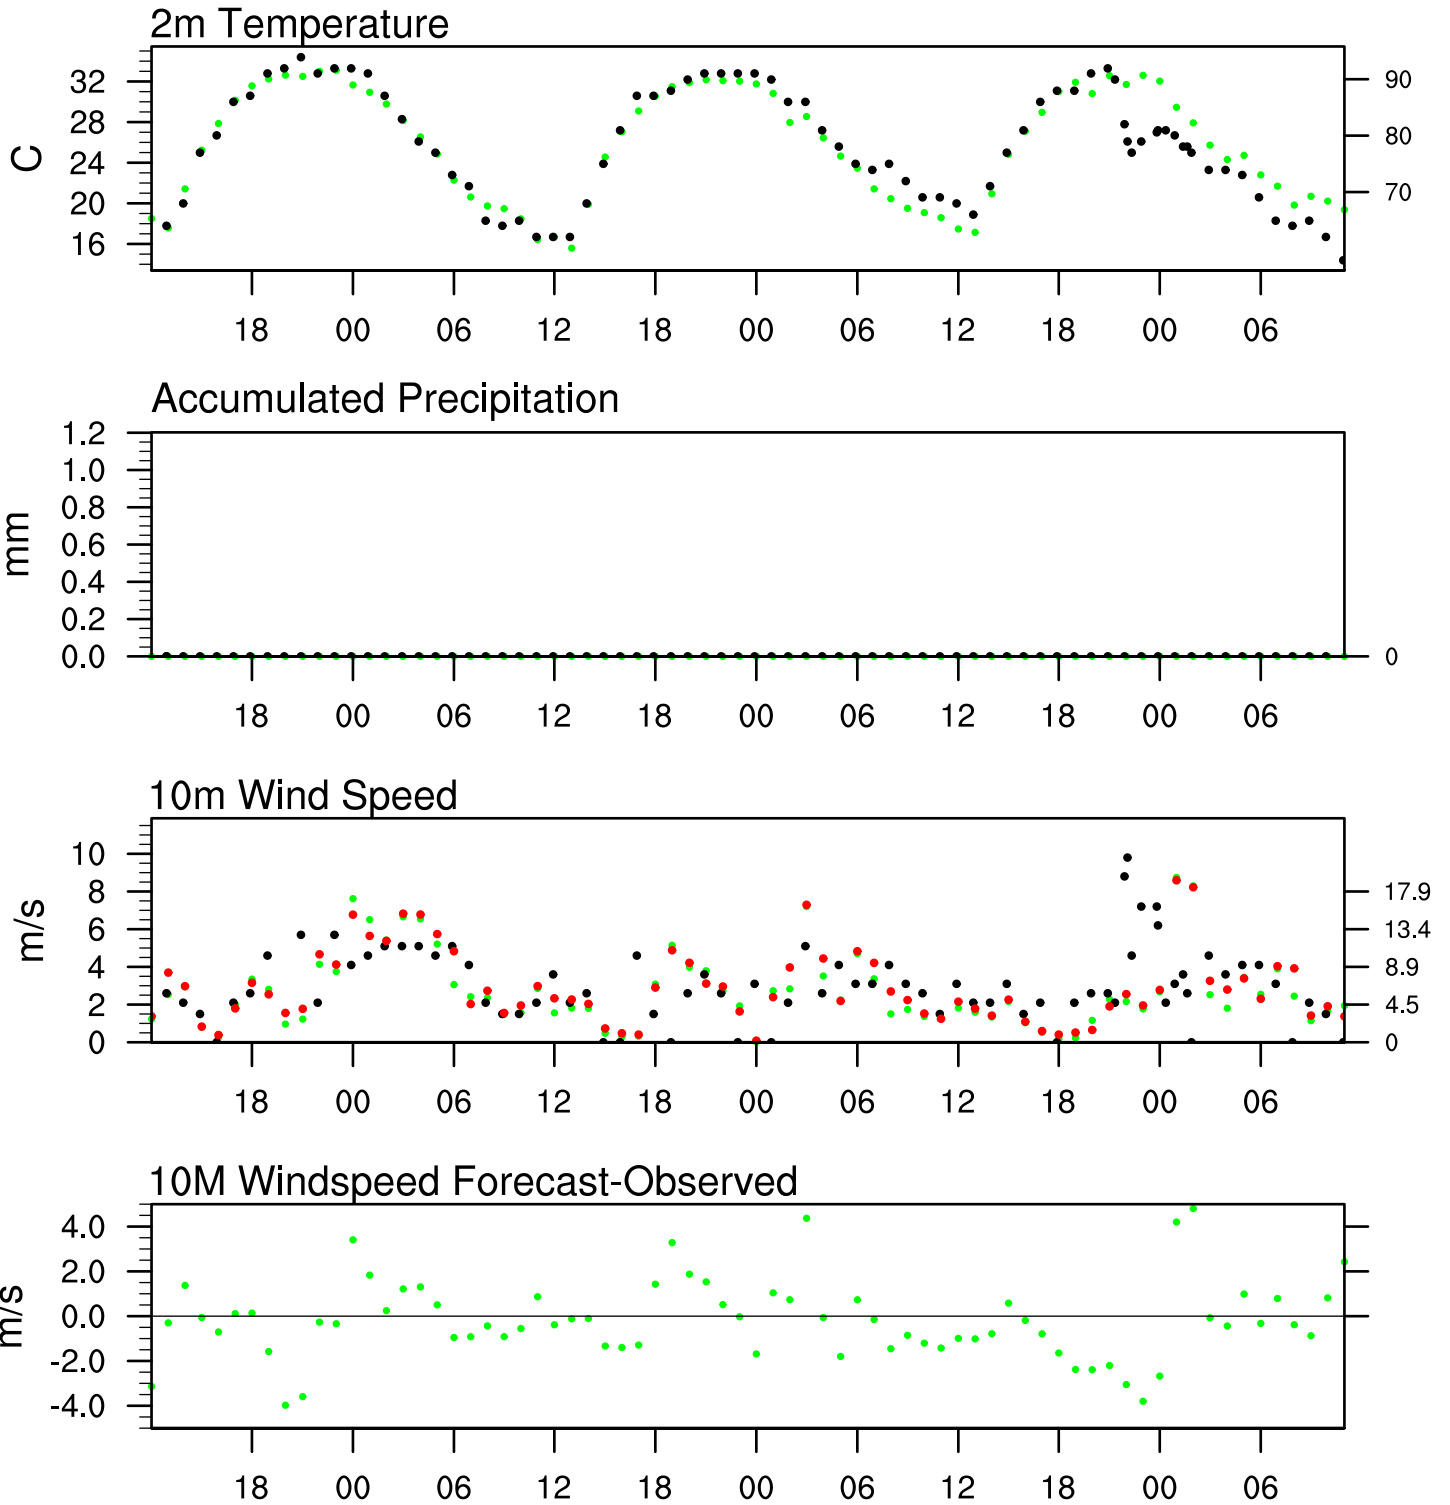 2m Temperature
32
28
24
20
16
C
90
80
70
18 00 06 12 18 00 06 12 18 00 06
Accumulated Precipitation
1.2
1.0
0.8
0.6
0.4
0.2
0.0
mm
0
18 00 06 12 18 00 06 12 18 00 06
10m Wind Speed
10
8
6
4
2
0
m/s
17.9
13.4
8.9
4.5
0
18 00 06 12 18 00 06 12 18 00 06
10M Windspeed Forecast-Observed
4.0
2.0
0.0
-2.0
-4.0
m/s
18 00 06 12 18 00 06 12 18 00 06